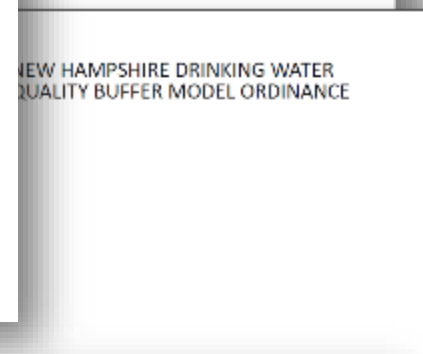 NEW HAMPSHIRE DRINKING WATER
QUALITY BUFFER MODEL ORDINANCE